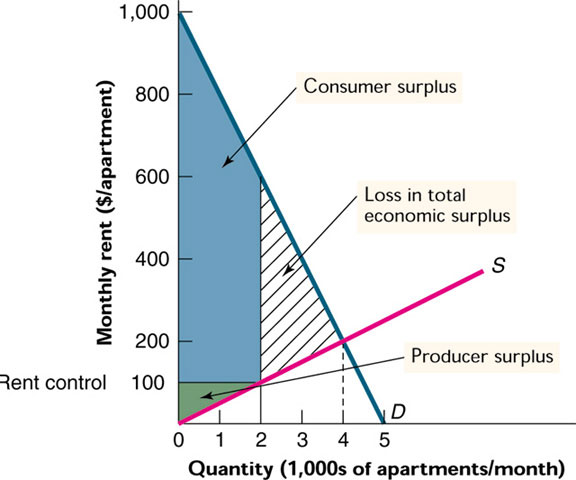 1,000
Consumer surplus
800
600
Loss in total
economic surplus
400
S
200
Producer surplus
Rent control 100
D
0 1 2 3 4 5
Monthly rent ($/apartment)
Quantity (1,000s of apartments/month)